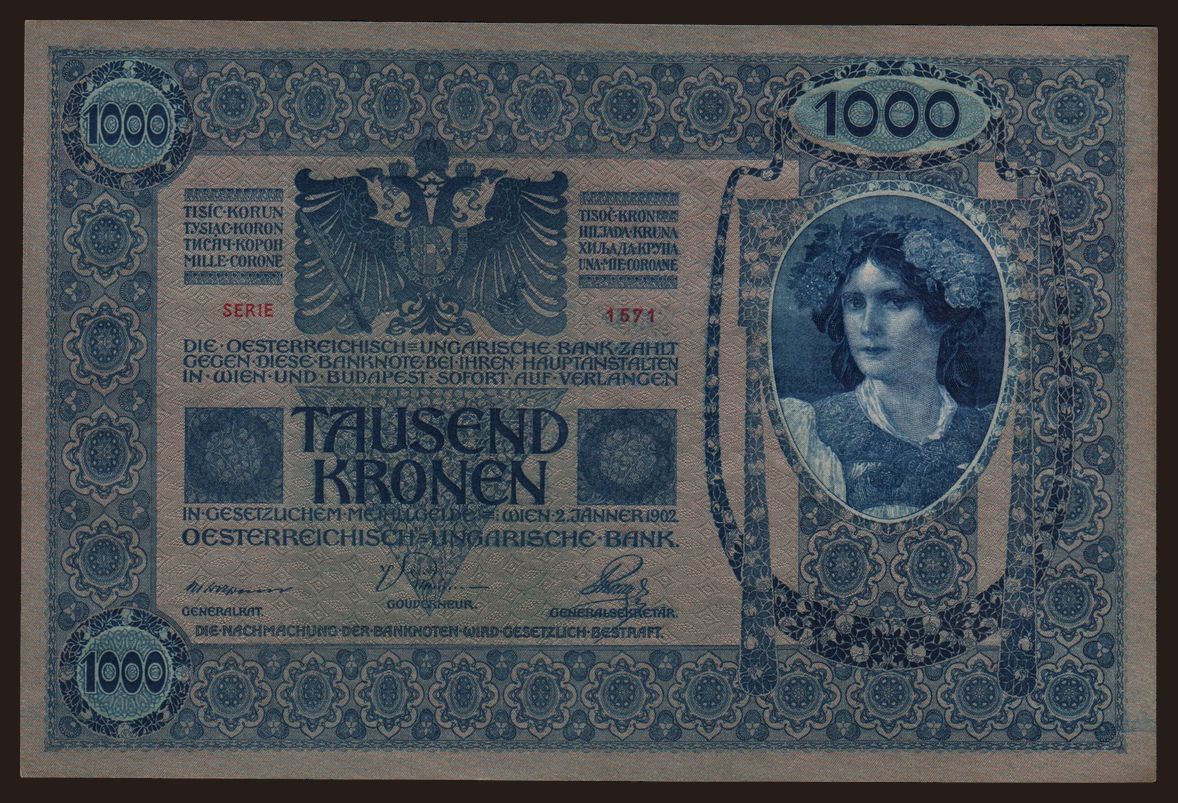 1000
1000
TISÍC·KORUN
TYSIĄC·KORON
ТИСЯЧ·КОРОН
MILLE·CORONE
TISOČ·KRON
HILJADA·KRUNA
ХИЉАДА·КРУНА
UNA·MIE·COROANE
SERIE
1571
DIE·OESTERREICHISCH=UNGARISCHE·BANK·ZAHLT
GEGEN·DIESE·BANKNOTE·BEI·IHREN·HAUPTANSTALTEN
IN·WIEN·UND·BUDAPEST·SOFORT·AUF·VERLANGEN
TAUSEND
KRONEN
IN·GESETZLICHEM·METALLGELDE=:WIEN 2. JÄNNER 1902
OESTERREICHISCH=UNGARISCHE·BANK.
GENERALRAT.
GOUVERNEUR.
GENERALSEKRETÄR.
DIE·NACHMACHUNG·DER·BANKNOTEN·WIRD·GESETZLICH·BESTRAFT.
1000